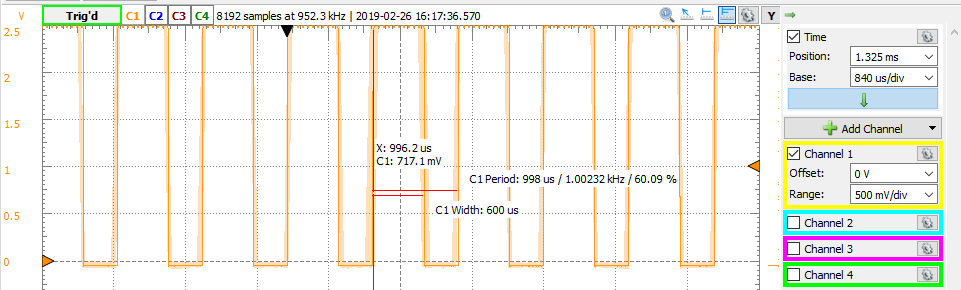 V Trig'd C1 C2 C3 C4 8192 samples at 952.3 kHz | 2019-02-26 16:17:36.570 Y
2.5
2
1.5
1
0.5
0
X: 996.2 us
C1: 717.1 mV
C1 Period: 998 us / 1.00232 kHz / 60.09 %
C1 Width: 600 us
Time
Position: 1.325 ms
Base: 840 us/div
Add Channel
Channel 1
Offset: 0 V
Range: 500 mV/div
Channel 2
Channel 3
Channel 4